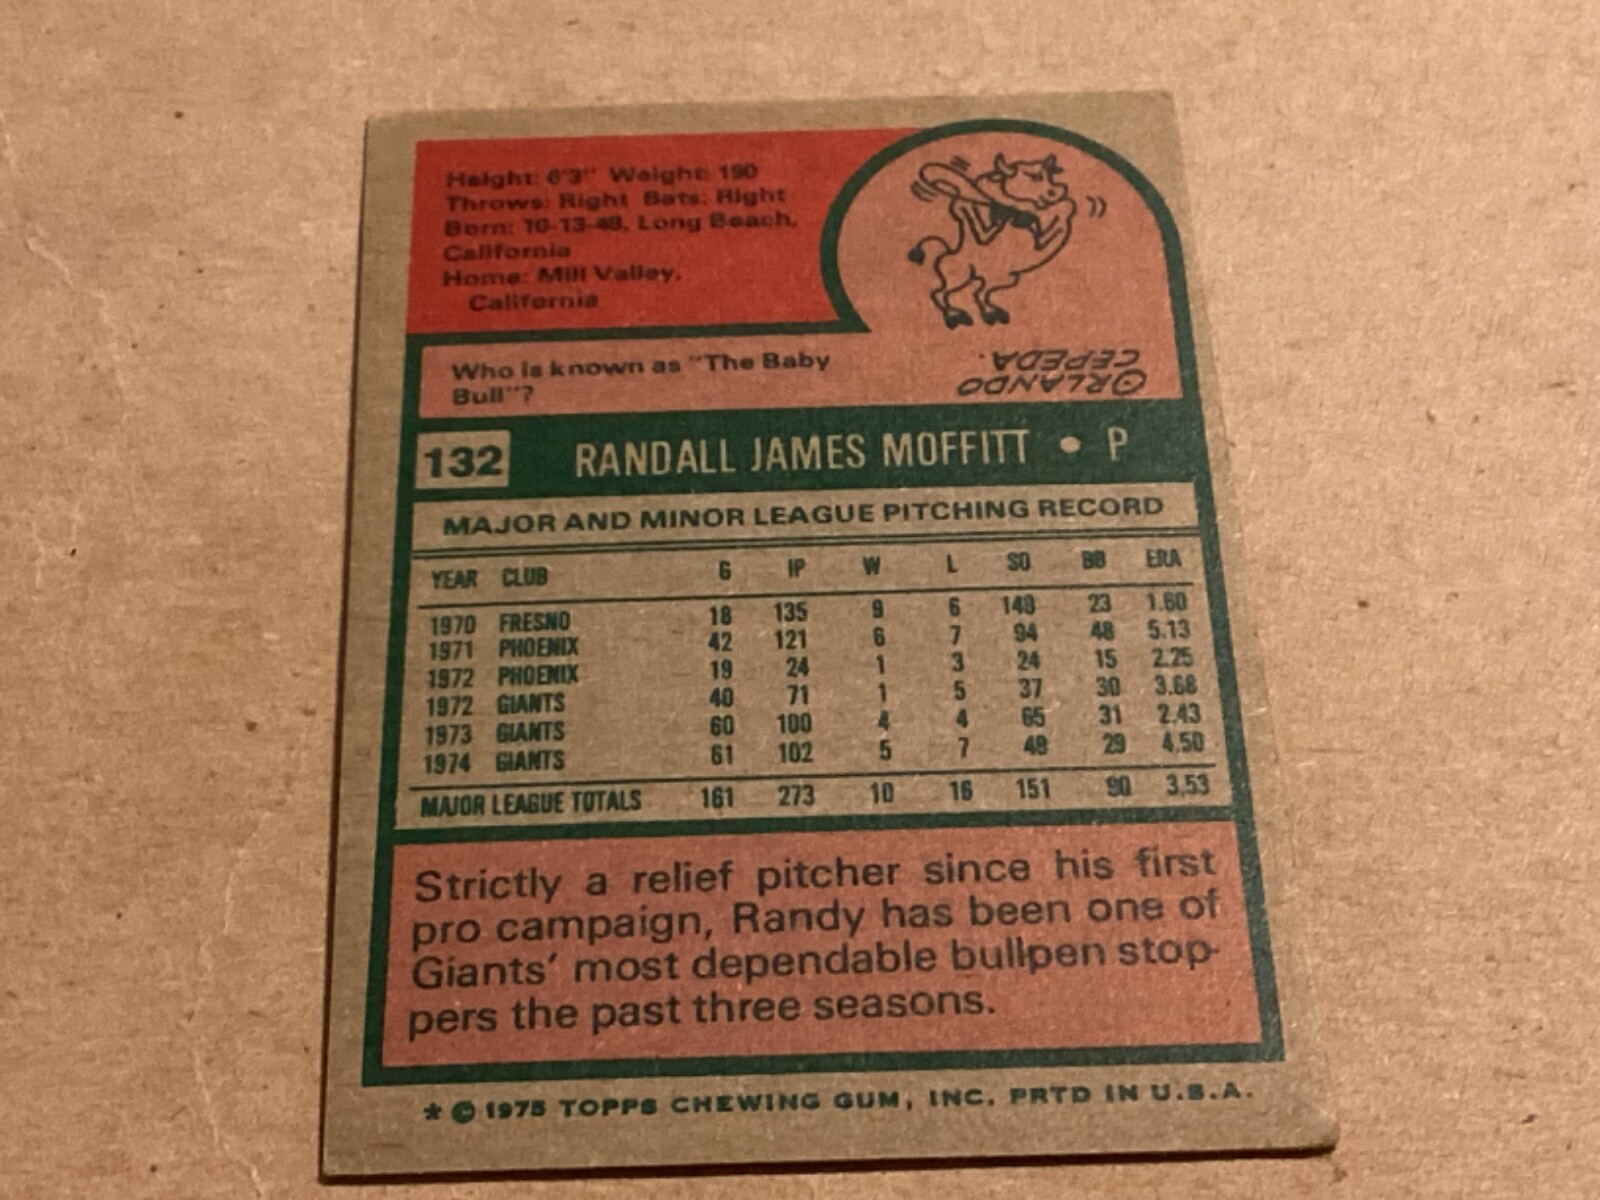 Height: 6'3" Weight: 190
Throws: Right Bats: Right
Born: 10-13-48, Long Beach,
California
Home: Mill Valley,
California
Who is known as "The Baby
Bull"?
ORLANDO
CEPEDA.
132 RANDALL JAMES MOFFITT • P
MAJOR AND MINOR LEAGUE PITCHING RECORD
YEAR CLUB G IP W L SO BB ERA
1970 FRESNO 18 135 9 6 149 23 1.60
1971 PHOENIX 42 121 6 7 94 48 5.13
1972 PHOENIX 19 24 1 3 24 15 2.25
1972 GIANTS 40 71 1 5 37 30 3.68
1973 GIANTS 60 100 4 4 65 31 2.43
1974 GIANTS 61 102 5 7 49 29 4.50
MAJOR LEAGUE TOTALS 161 273 10 16 151 90 3.53
Strictly a relief pitcher since his first
pro campaign, Randy has been one of
Giants' most dependable bullpen stop-
pers the past three seasons.
* © 1975 TOPPS CHEWING GUM, INC. PRTD IN U.S.A.